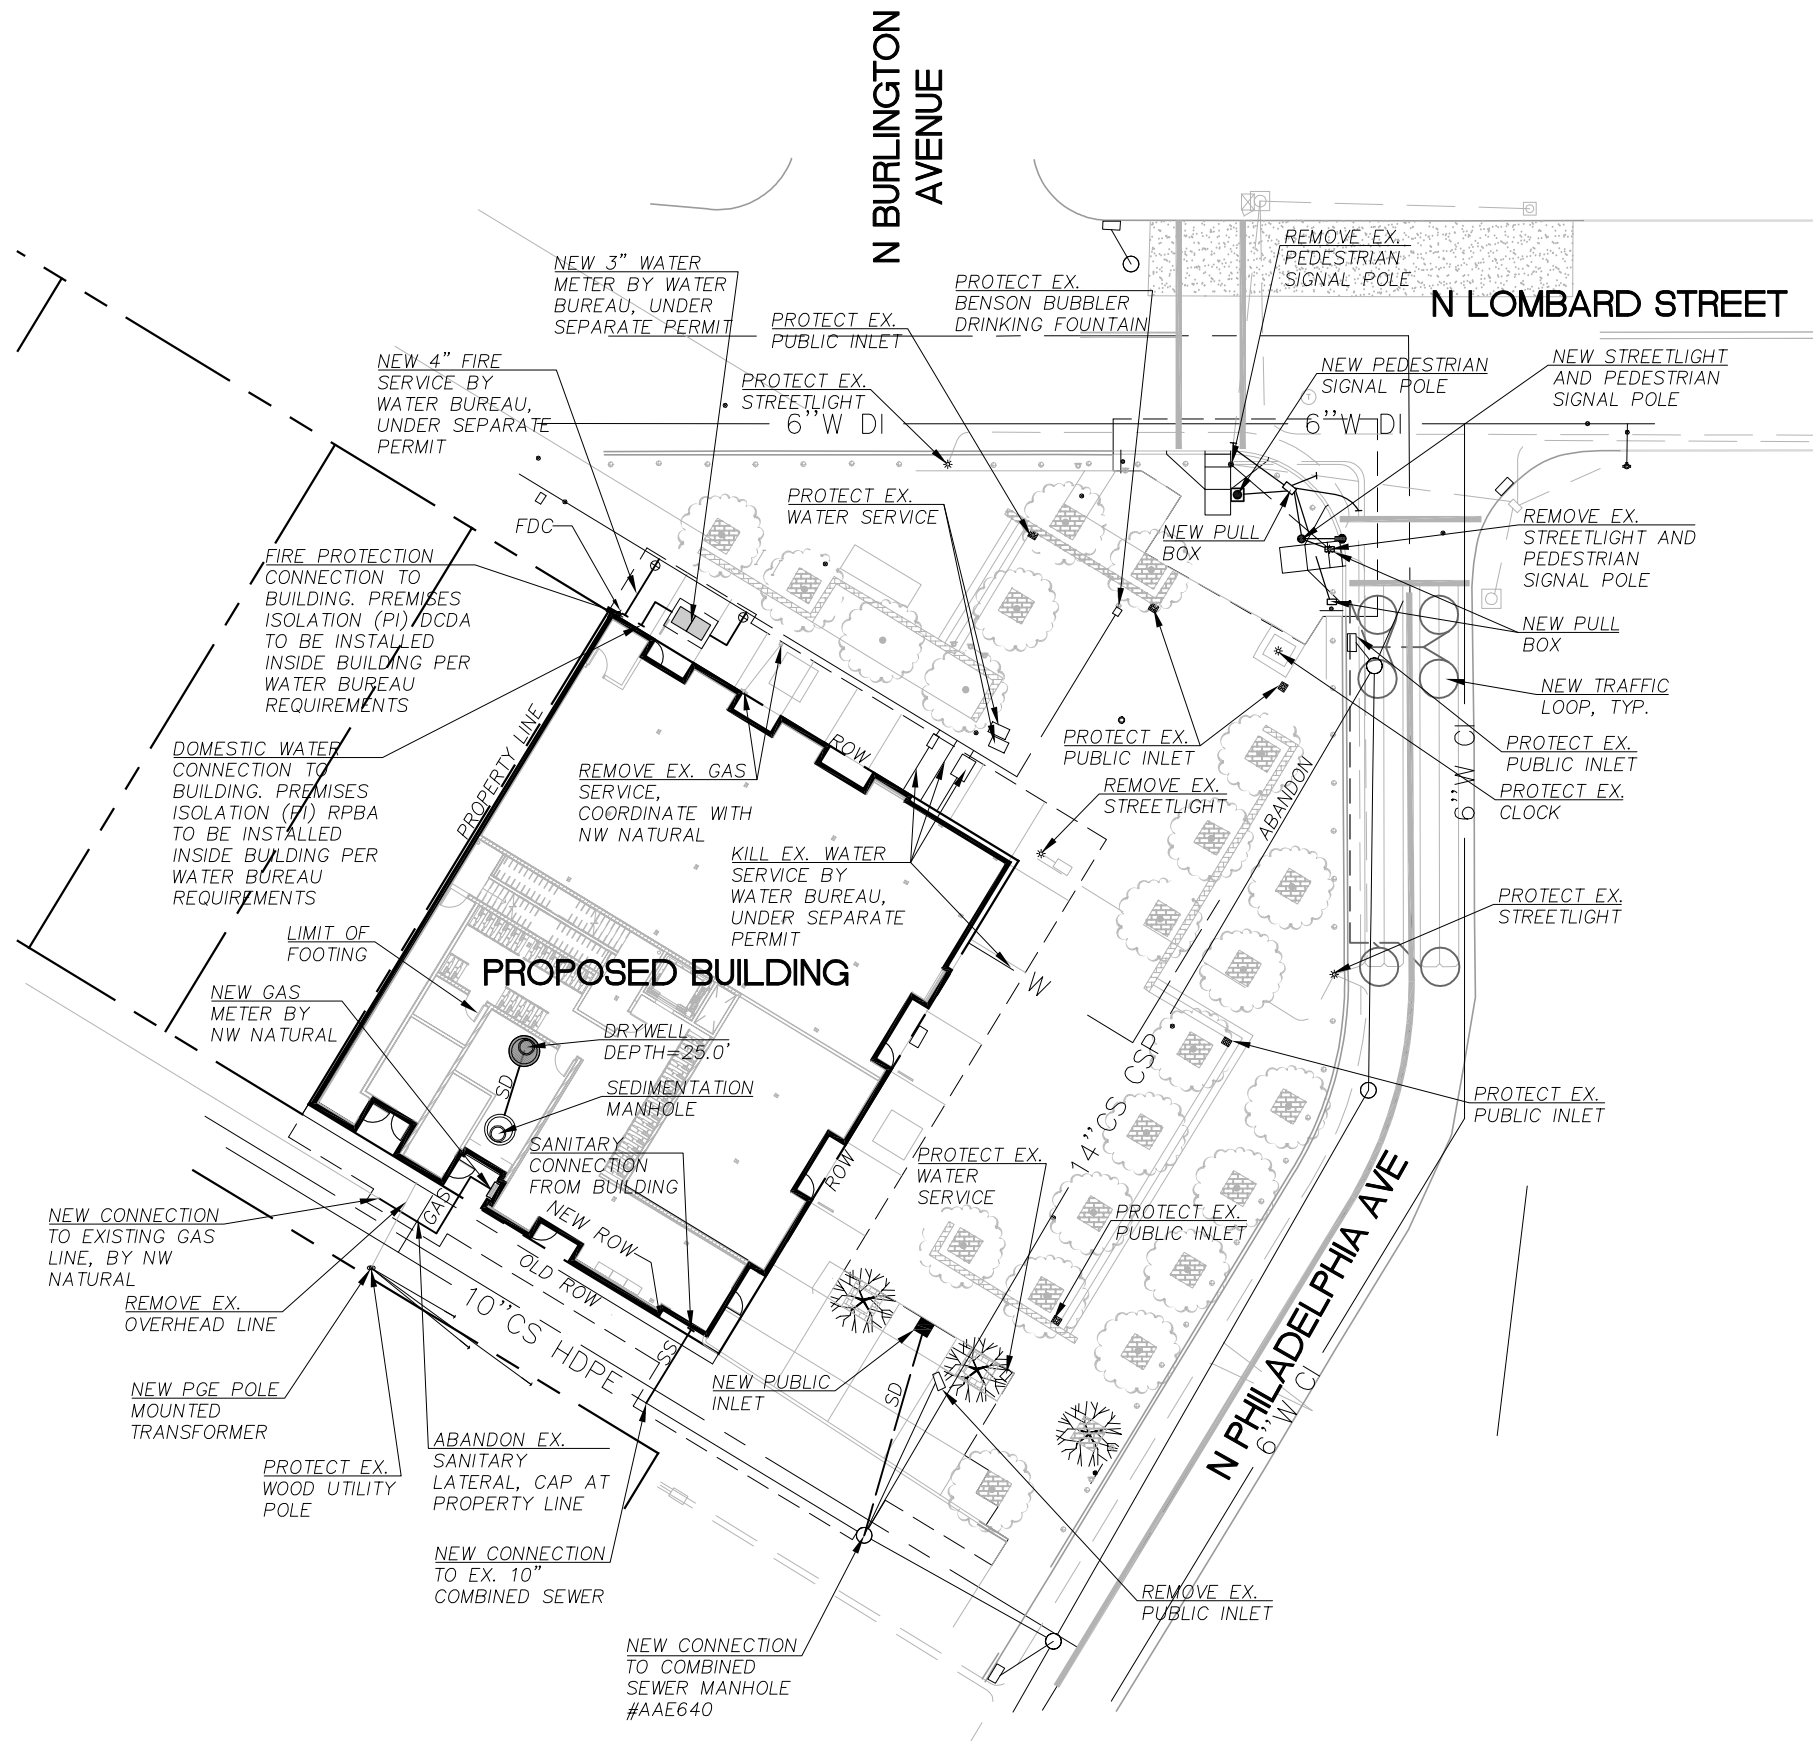 N BURLINGTON
AVENUE
NEW 3" WATER
METER BY WATER
BUREAU, UNDER
SEPARATE PERMIT
PROTECT EX.
PUBLIC INLET
PROTECT EX.
BENSON BUBBLER
DRINKING FOUNTAIN
REMOVE EX.
PEDESTRIAN
SIGNAL POLE
N LOMBARD STREET
NEW 4" FIRE
SERVICE BY
WATER BUREAU,
UNDER SEPARATE
PERMIT
PROTECT EX.
STREETLIGHT
6"W DI
6"W DI
NEW PEDESTRIAN
SIGNAL POLE
NEW STREETLIGHT
AND PEDESTRIAN
SIGNAL POLE
PROTECT EX.
WATER SERVICE
FDC
NEW PULL
BOX
REMOVE EX.
STREETLIGHT AND
PEDESTRIAN
SIGNAL POLE
FIRE PROTECTION
CONNECTION TO
BUILDING. PREMISES
ISOLATION (PI) DCDA
TO BE INSTALLED
INSIDE BUILDING PER
WATER BUREAU
REQUIREMENTS
NEW PULL
BOX
NEW TRAFFIC
LOOP, TYP.
PROPERTY LINE
ROW
PROTECT EX.
PUBLIC INLET
PROTECT EX.
PUBLIC INLET
6"W CI
DOMESTIC WATER
CONNECTION TO
BUILDING. PREMISES
ISOLATION (PI) RPBA
TO BE INSTALLED
INSIDE BUILDING PER
WATER BUREAU
REQUIREMENTS
REMOVE EX. GAS
SERVICE,
COORDINATE WITH
NW NATURAL
REMOVE EX.
STREETLIGHT
ABANDON
PROTECT EX.
CLOCK
KILL EX. WATER
SERVICE BY
WATER BUREAU,
UNDER SEPARATE
PERMIT
PROTECT EX.
STREETLIGHT
LIMIT OF
FOOTING
PROPOSED BUILDING
W
NEW GAS
METER BY
NW NATURAL
DRYWELL
DEPTH=25.0'
SD
SEDIMENTATION
MANHOLE
14" CS CSP
PROTECT EX.
PUBLIC INLET
SANITARY
CONNECTION
FROM BUILDING
ROW
PROTECT EX.
WATER
SERVICE
PROTECT EX.
PUBLIC INLET
N PHILADELPHIA AVE
NEW CONNECTION
TO EXISTING GAS
LINE, BY NW
NATURAL
GAS
NEW ROW
OLD ROW
REMOVE EX.
OVERHEAD LINE
10"CS HDPE
SS
NEW PGE POLE
MOUNTED
TRANSFORMER
NEW PUBLIC
INLET
SD
6"W CI
PROTECT EX.
WOOD UTILITY
POLE
ABANDON EX.
SANITARY
LATERAL, CAP AT
PROPERTY LINE
NEW CONNECTION
TO EX. 10"
COMBINED SEWER
REMOVE EX.
PUBLIC INLET
NEW CONNECTION
TO COMBINED
SEWER MANHOLE
#AAE640